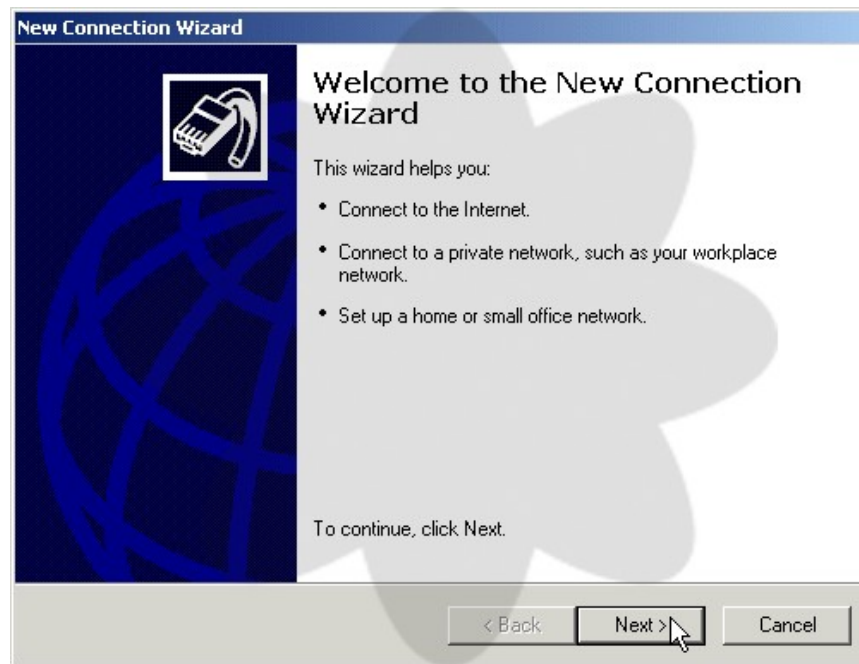 New Connection Wizard
Welcome to the New Connection
Wizard
This wizard helps you:
• Connect to the Internet.
• Connect to a private network, such as your workplace
network.
• Set up a home or small office network.
To continue, click Next.
< Back
Next >
Cancel